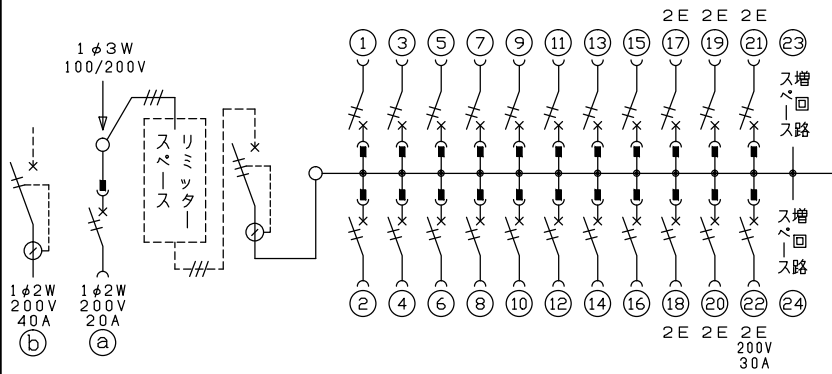 2E 2E 2E
1 3 5 7 9 11 13 15 17 19 21 23
1φ3W
100/200V
増回路
スペース
リミッター
スペース
増回路
スペース
1φ2W
200V
40A
b
1φ2W
200V
20A
a
2 4 6 8 10 12 14 16 18 20 22 24
2E 2E 2E
200V
30A